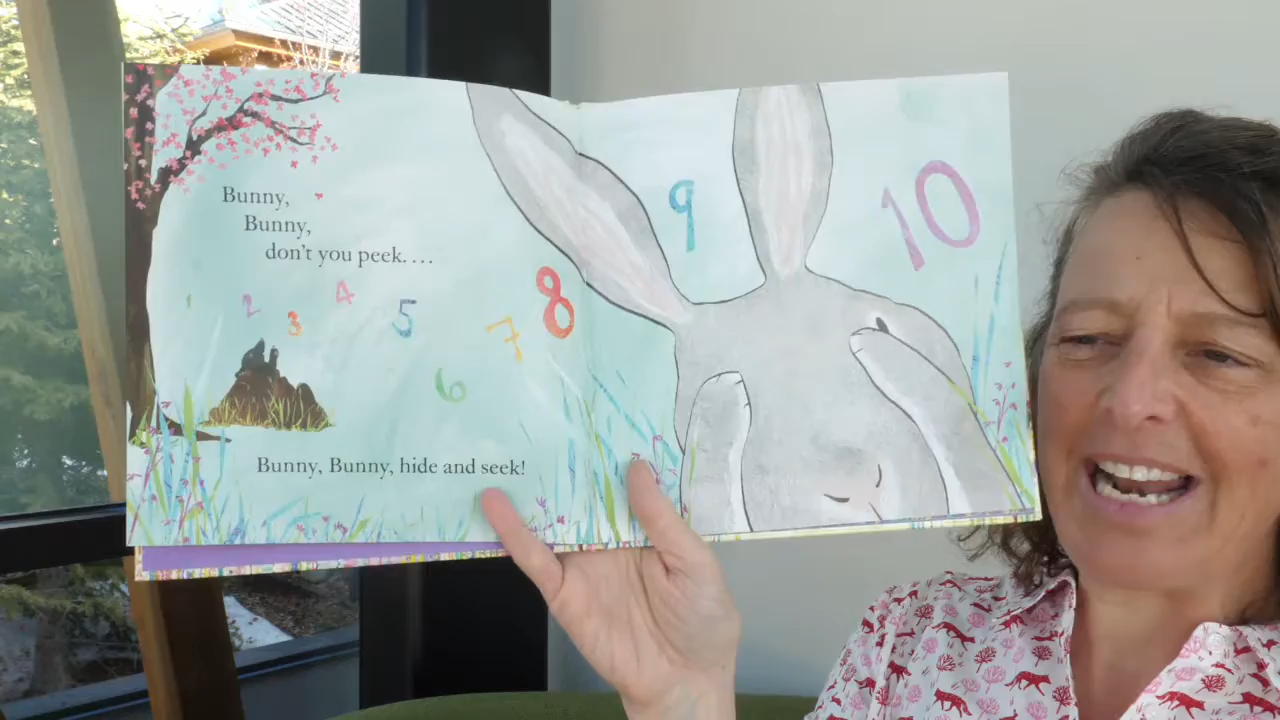 Bunny,
Bunny,
don't you peek....
1 2 3 4 5 6 7 8 9 10
Bunny, Bunny, hide and seek!